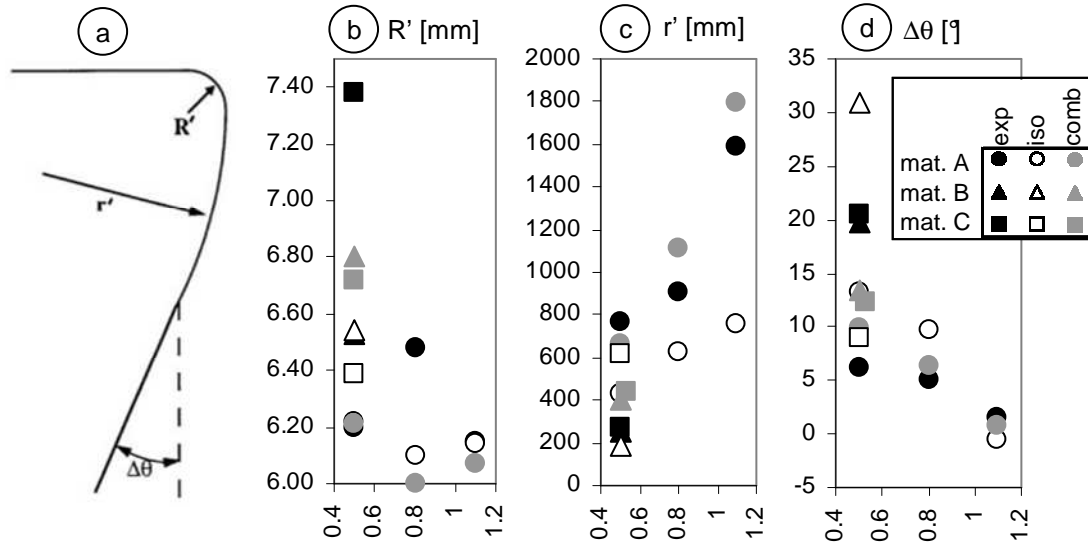 a
R'
r'
Δθ
b R' [mm]
7.40
7.20
7.00
6.80
6.60
6.40
6.20
6.00
0.4 0.6 0.8 1 1.2
c r' [mm]
2000
1800
1600
1400
1200
1000
800
600
400
200
0
0.4 0.6 0.8 1 1.2
d Δθ [°]
35
30
25
20
15
10
5
0
-5
0.4 0.6 0.8 1 1.2
exp iso comb
mat. A
mat. B
mat. C